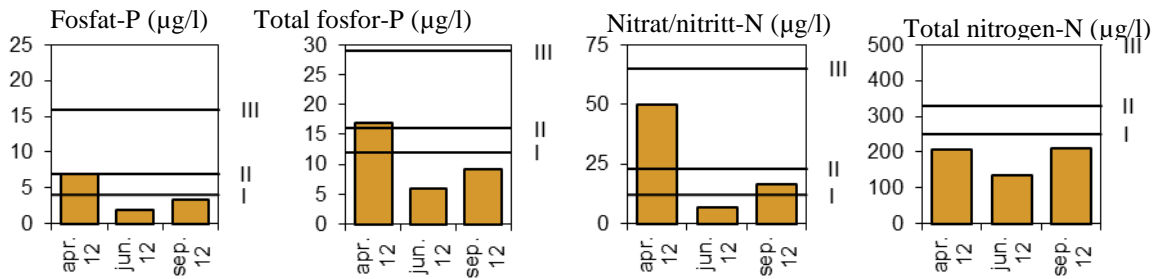 Fosfat-P (µg/l)
25
20
15
10
5
0
III
II
I
apr. 12
jun. 12
sep. 12
Total fosfor-P (µg/l)
30
25
20
15
10
5
0
III
II
I
apr. 12
jun. 12
sep. 12
Nitrat/nitritt-N (µg/l)
75
50
25
0
III
II
I
apr. 12
jun. 12
sep. 12
Total nitrogen-N (µg/l)
500
400
300
200
100
0
III
II
I
apr. 12
jun. 12
sep. 12